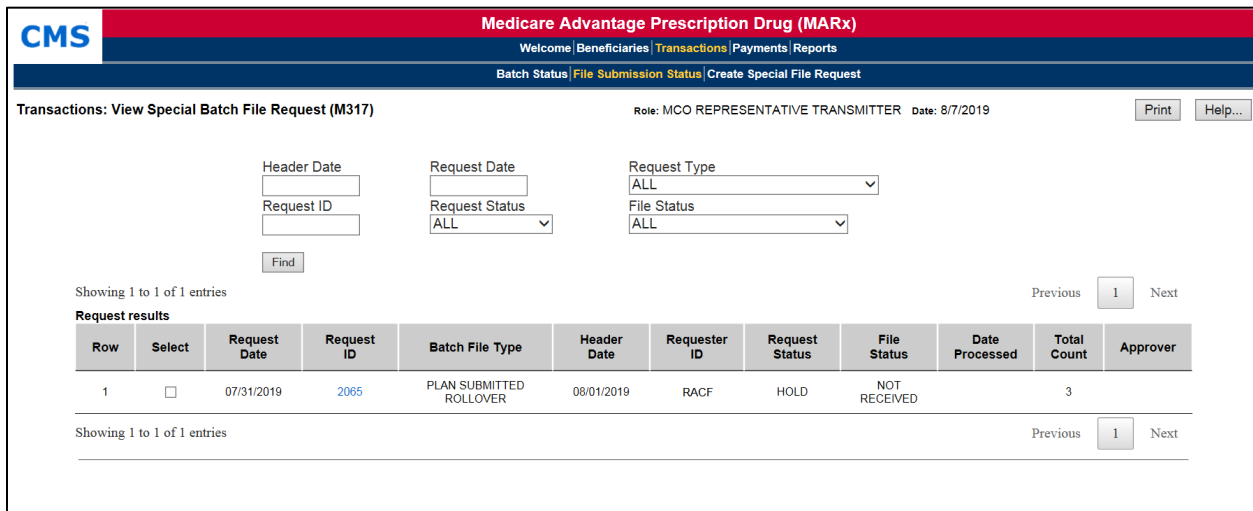 CMS
Medicare Advantage Prescription Drug (MARx)
Welcome|Beneficiaries|Transactions|Payments|Reports
Batch Status|File Submission Status|Create Special File Request
Transactions: View Special Batch File Request (M317) Role: MCO REPRESENTATIVE TRANSMITTER Date: 8/7/2019 Print Help...
Header Date Request Date Request Type
ALL
Request ID Request Status File Status
ALL ALL
Find
Showing 1 to 1 of 1 entries Previous 1 Next
Request results
Row Select Request Date Request ID Batch File Type Header Date Requester ID Request Status File Status Date Processed Total Count Approver
1 07/31/2019 2065 PLAN SUBMITTED ROLLOVER 08/01/2019 RACF HOLD NOT RECEIVED 3
Showing 1 to 1 of 1 entries Previous 1 Next